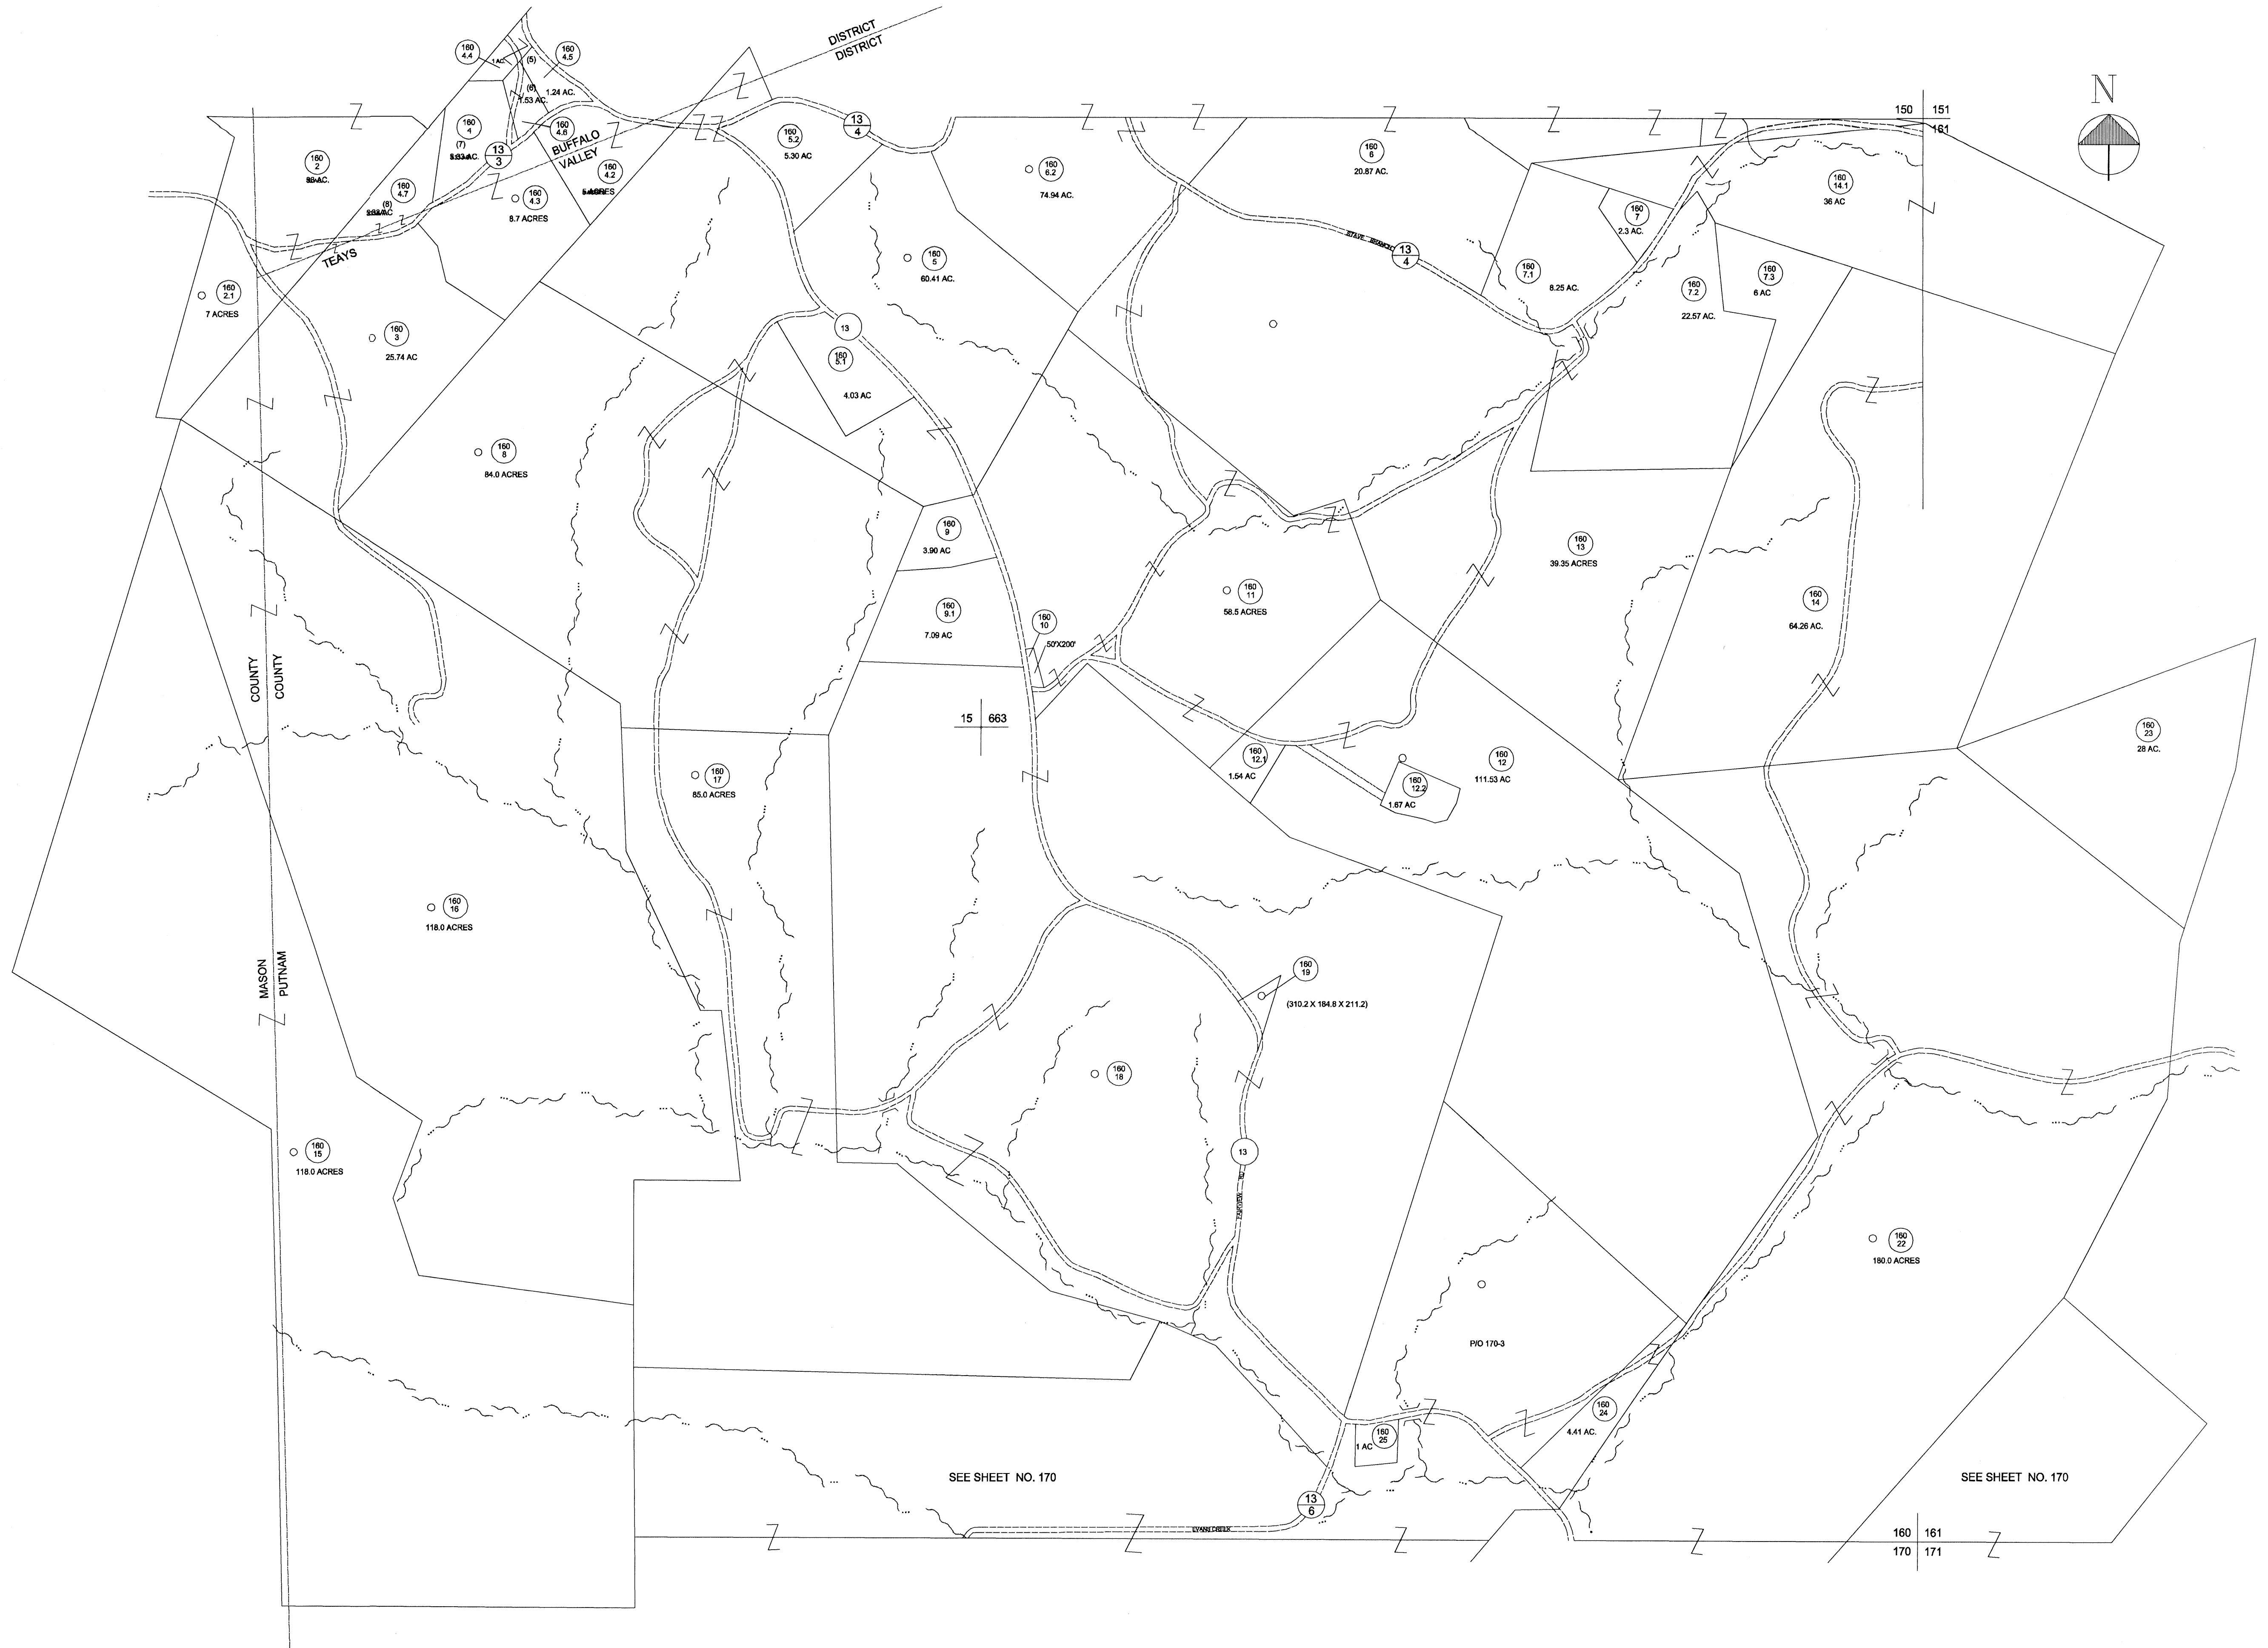 DISTRICT
DISTRICT
160
4.4
1 AC.
(5)
160
4.5
(6)
1.53 AC.
1.24 AC.
N
150 151
161
160
4
(7)
160
4.6
BUFFALO
VALLEY
13
3
160
2
160
4.7
(8)
160
4.2
160
4.3
8.7 ACRES
TEAYS
160
5.2
5.30 AC
13
4
160
6.2
74.94 AC.
160
6
20.87 AC.
160
14.1
36 AC
160
7
2.3 AC.
STAVE BRANCH
13
4
160
7.1
8.25 AC.
160
7.2
22.57 AC.
160
7.3
6 AC
160
5
60.41 AC.
160
2.1
7 ACRES
160
3
25.74 AC
13
160
5.1
4.03 AC
160
8
84.0 ACRES
160
9
3.90 AC
160
9.1
7.09 AC
160
10
50'X200'
160
11
58.5 ACRES
160
13
39.35 ACRES
160
14
64.26 AC.
COUNTY
COUNTY
15 663
160
17
85.0 ACRES
160
12.1
1.54 AC
160
12.2
1.67 AC
160
12
111.53 AC
160
23
28 AC.
160
16
118.0 ACRES
MASON
PUTNAM
160
19
(310.2 X 184.8 X 211.2)
160
18
160
15
118.0 ACRES
13
160
22
180.0 ACRES
P/O 170-3
160
24
4.41 AC.
160
25
1 AC
SEE SHEET NO. 170
SEE SHEET NO. 170
13
6
EVANS CREEK
160 161
170 171